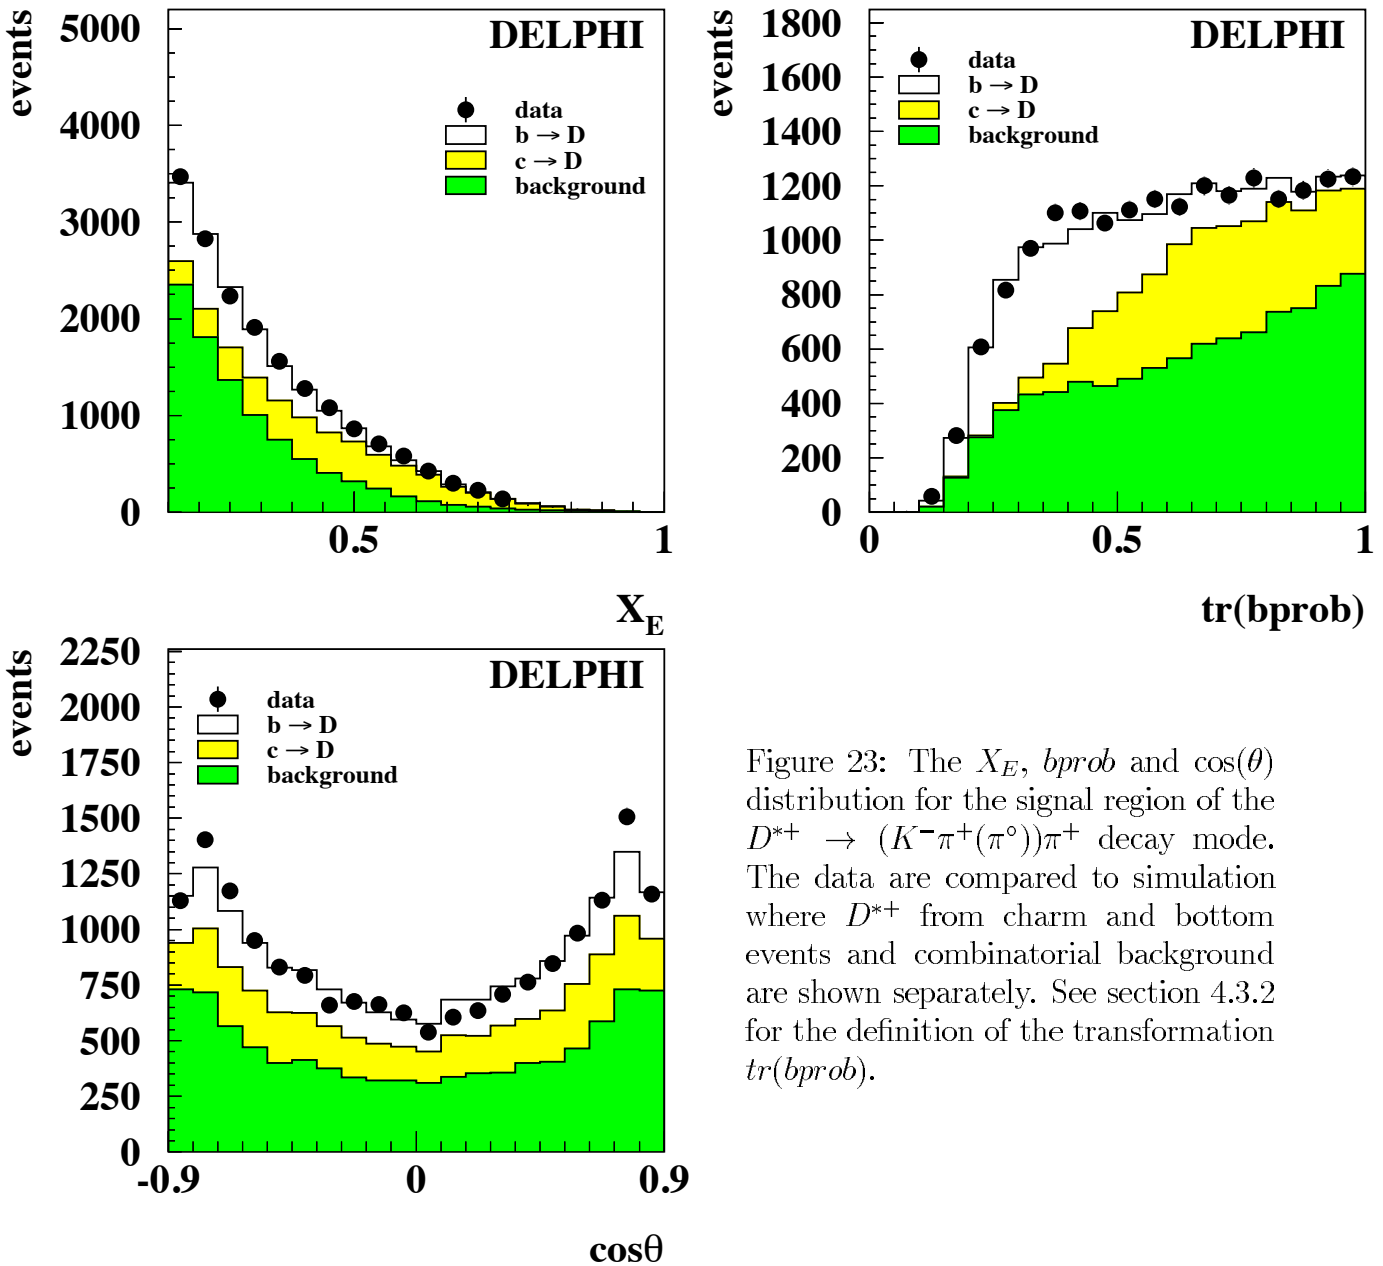 events
5000
4000
3000
2000
1000
0
DELPHI
data
b → D
c → D
background
0.5
1
X_E
events
1800
1600
1400
1200
1000
800
600
400
200
0
DELPHI
data
b → D
c → D
background
0
0.5
1
tr(bprob)
events
2250
2000
1750
1500
1250
1000
750
500
250
0
DELPHI
data
b → D
c → D
background
-0.9
0
0.9
cosθ
Figure 23: The X_E, bprob and cos(θ)
distribution for the signal region of the
D*+ → (K−π+(π°))π+ decay mode.
The data are compared to simulation
where D*+ from charm and bottom
events and combinatorial background
are shown separately. See section 4.3.2
for the definition of the transformation
tr(bprob).